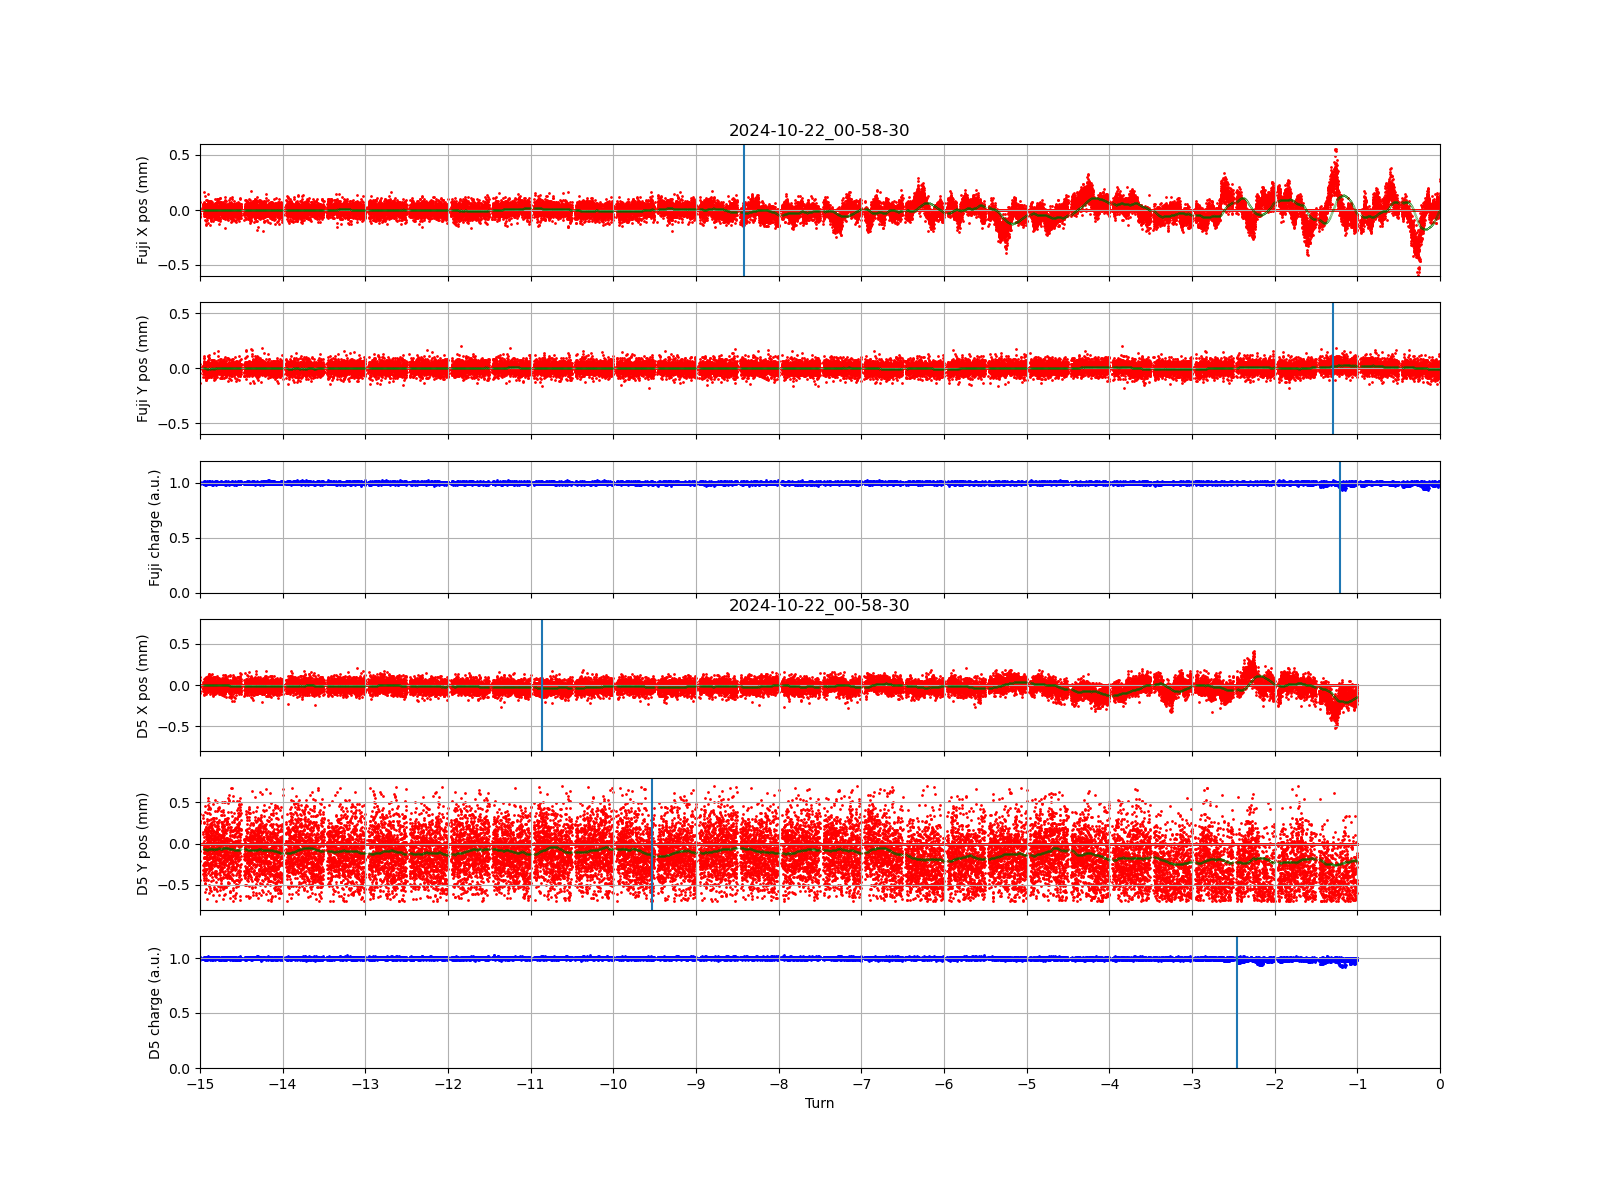 2024-10-22_00-58-30
Fuji X pos (mm)
0.5
0.0
−0.5
Fuji Y pos (mm)
0.5
0.0
−0.5
Fuji charge (a.u.)
1.0
0.5
0.0
2024-10-22_00-58-30
D5 X pos (mm)
0.5
0.0
−0.5
D5 Y pos (mm)
0.5
0.0
−0.5
D5 charge (a.u.)
1.0
0.5
0.0
−15 −14 −13 −12 −11 −10 −9 −8 −7 −6 −5 −4 −3 −2 −1 0
Turn